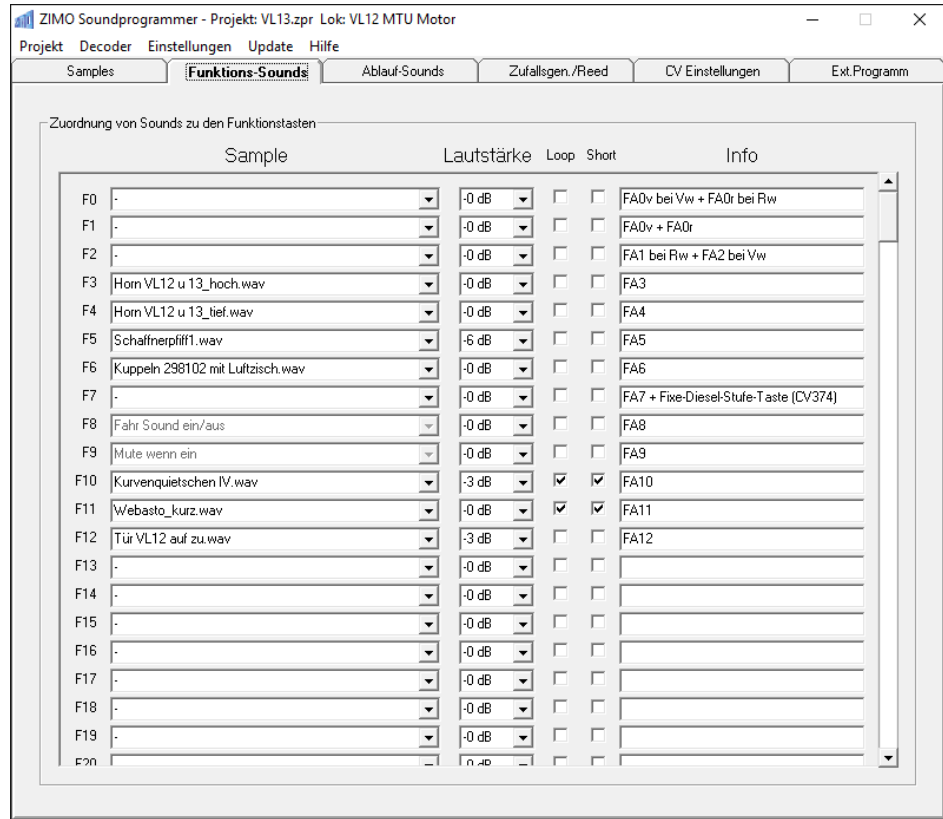 ZIMO Soundprogrammer - Projekt: VL13.zpr Lok: VL12 MTU Motor
Projekt Decoder Einstellungen Update Hilfe
Samples Funktions-Sounds Ablauf-Sounds Zufallsgen./Reed CV Einstellungen Ext.Programm
Zuordnung von Sounds zu den Funktionstasten
Sample Lautstärke Loop Short Info
F0 - -0 dB FA0v bei Vw + FA0r bei Rw
F1 - -0 dB FA0v + FA0r
F2 - -0 dB FA1 bei Rw + FA2 bei Vw
F3 Horn VL12 u 13_hoch.wav -0 dB FA3
F4 Horn VL12 u 13_tief.wav -0 dB FA4
F5 Schaffnerpfiff1.wav -6 dB FA5
F6 Kuppeln 298102 mit Luftzisch.wav -0 dB FA6
F7 - -0 dB FA7 + Fixe-Diesel-Stufe-Taste (CV374)
F8 Fahr Sound ein/aus -0 dB FA8
F9 Mute wenn ein -0 dB FA9
F10 Kurvenquietschen IV.wav -3 dB FA10
F11 Webasto_kurz.wav -0 dB FA11
F12 Tür VL12 auf zu.wav -3 dB FA12
F13 - -0 dB
F14 - -0 dB
F15 - -0 dB
F16 - -0 dB
F17 - -0 dB
F18 - -0 dB
F19 - -0 dB
F20 -0 dB